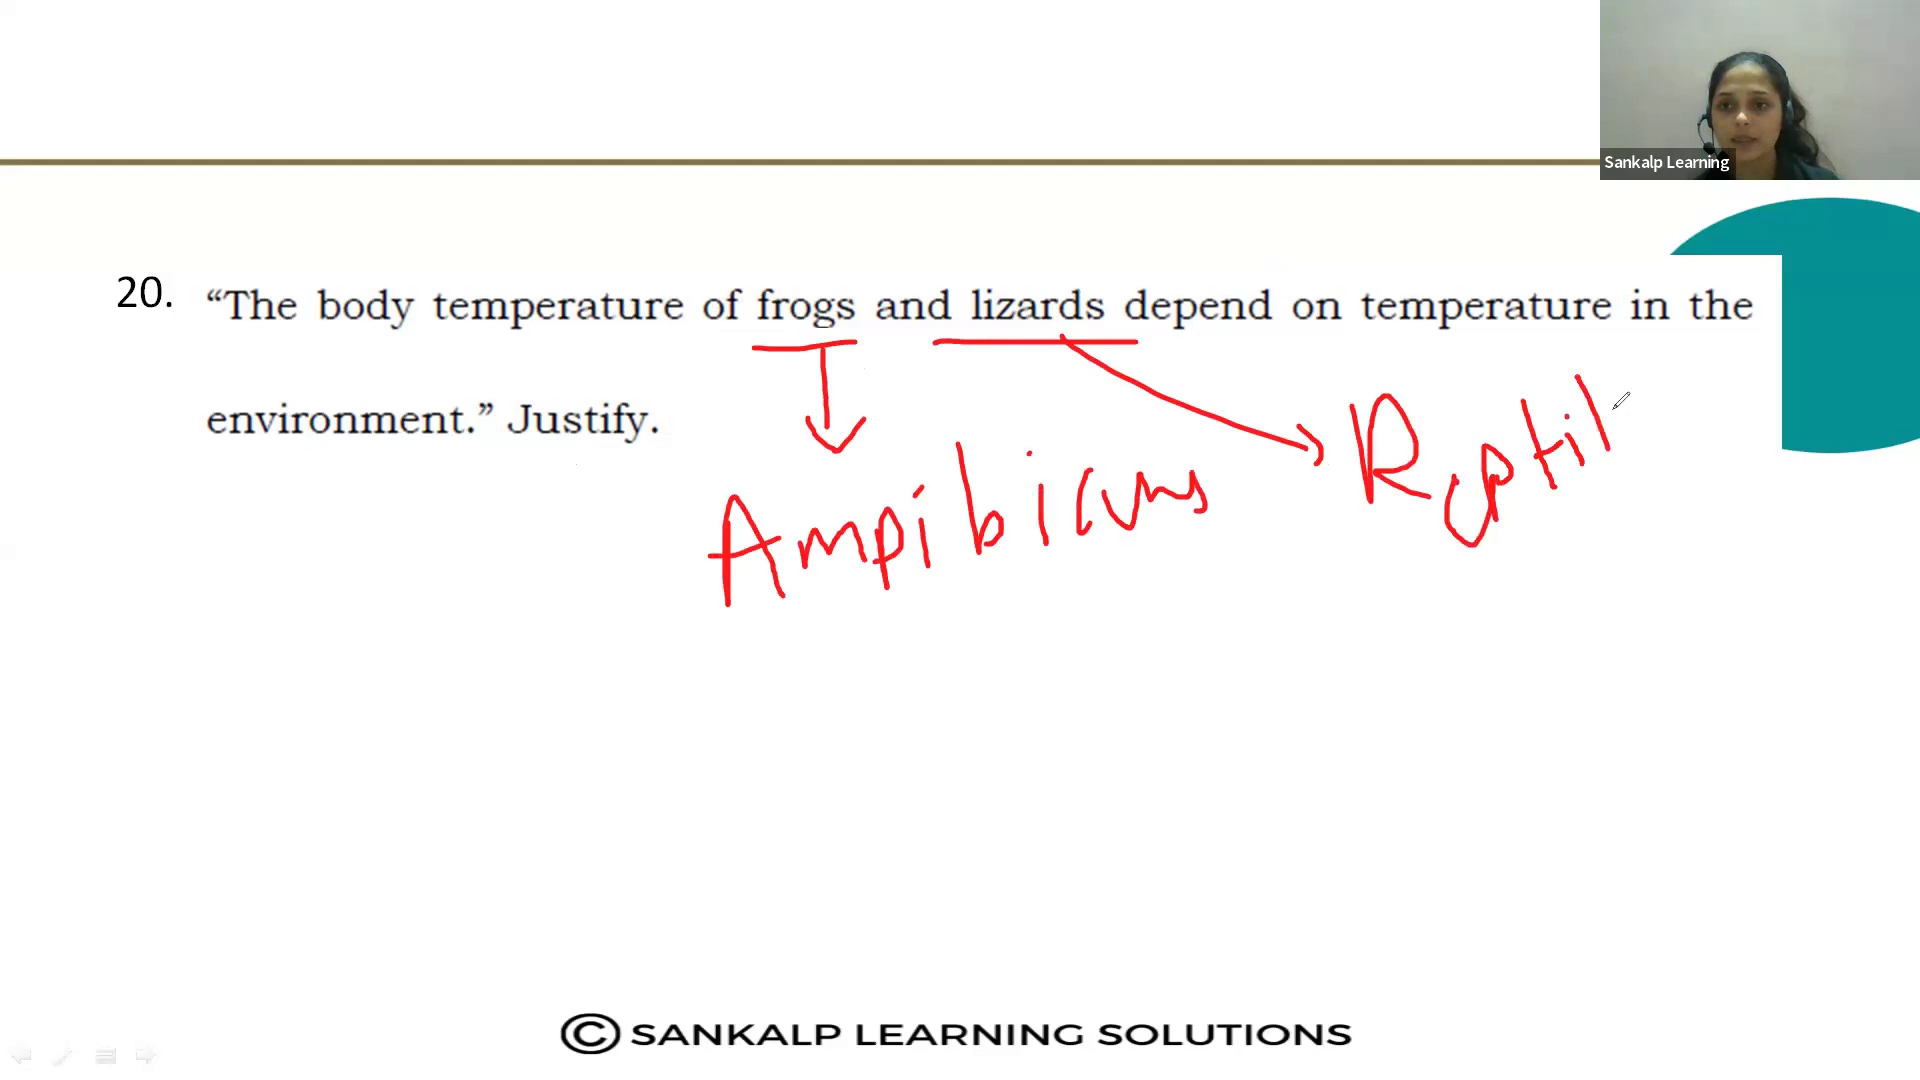 Sankalp Learning
20. “The body temperature of frogs and lizards depend on temperature in the
environment.” Justify.
Ampibians
Reptil
© SANKALP LEARNING SOLUTIONS